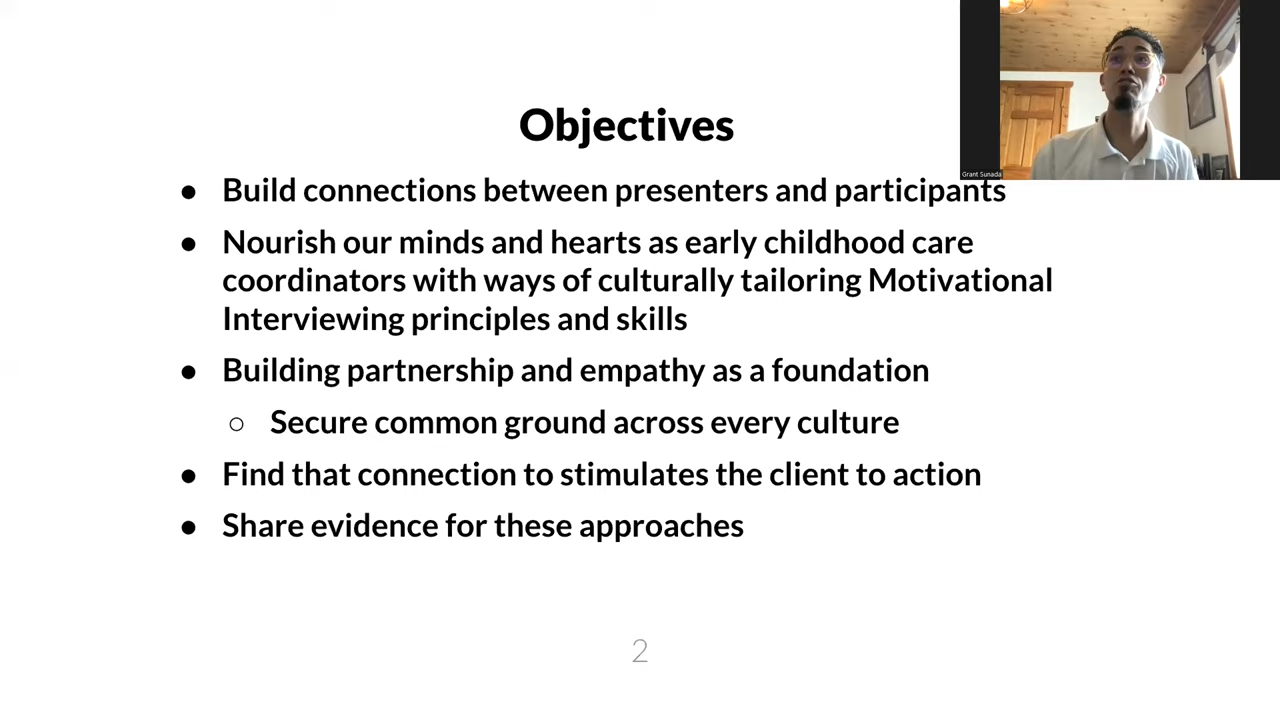 Objectives
● Build connections between presenters and participants
● Nourish our minds and hearts as early childhood care
coordinators with ways of culturally tailoring Motivational
Interviewing principles and skills
● Building partnership and empathy as a foundation
○ Secure common ground across every culture
● Find that connection to stimulates the client to action
● Share evidence for these approaches
Grant Sunada
2